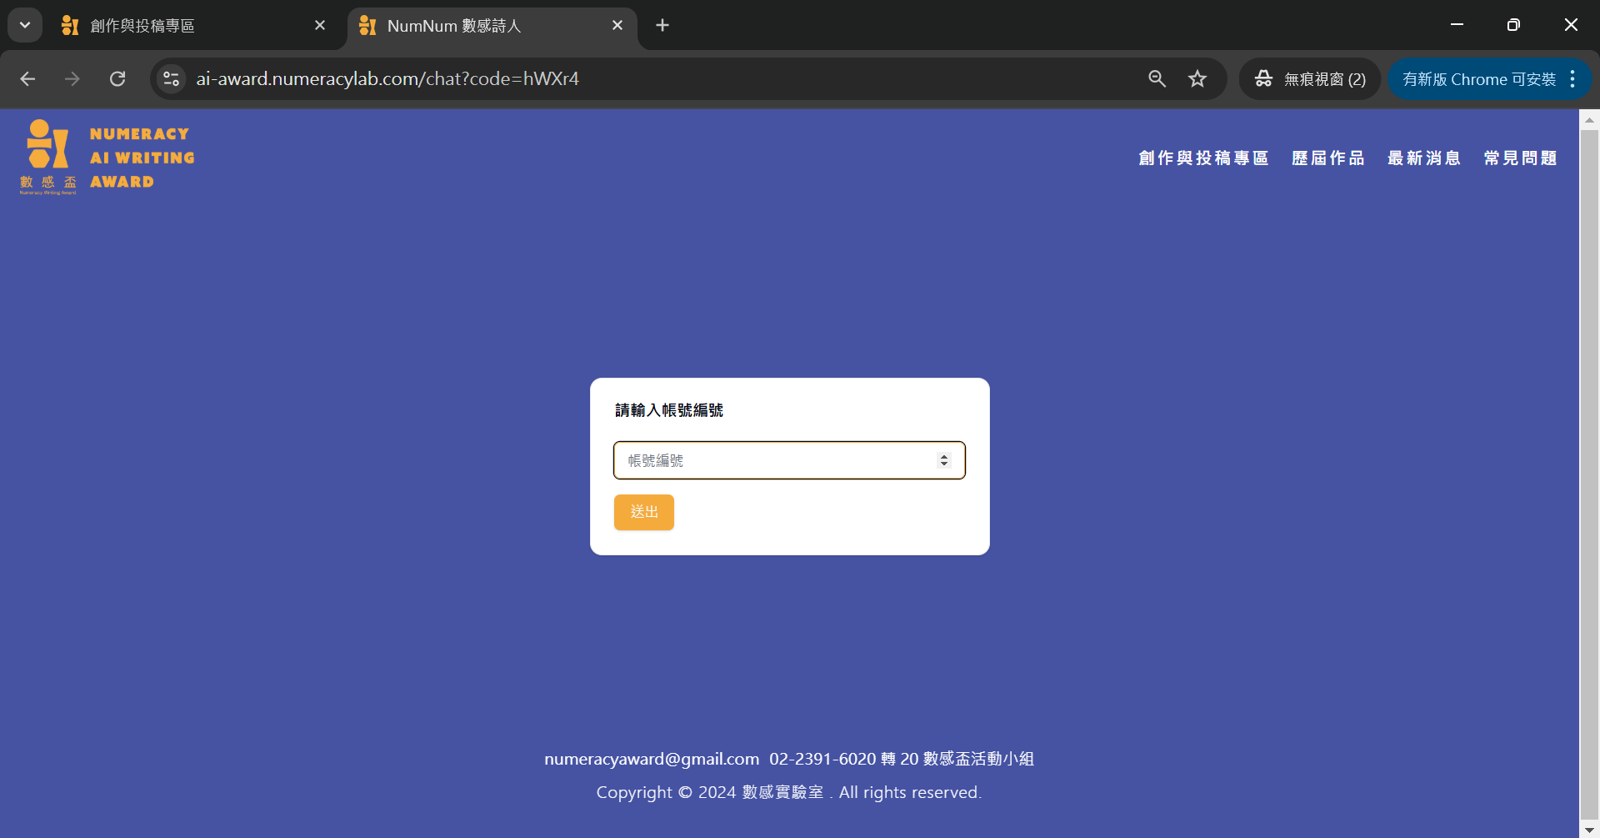 創作與投稿專區
NumNum 數感詩人
ai-award.numeracylab.com/chat?code=hWXr4
無痕視窗 (2)
有新版 Chrome 可安裝
NUMERACY
AI WRITING
AWARD
數感盃
Numeracy Writing Award
創作與投稿專區 歷屆作品 最新消息 常見問題
請輸入帳號編號
帳號編號
送出
numeracyaward@gmail.com 02-2391-6020 轉 20 數感盃活動小組
Copyright © 2024 數感實驗室 . All rights reserved.